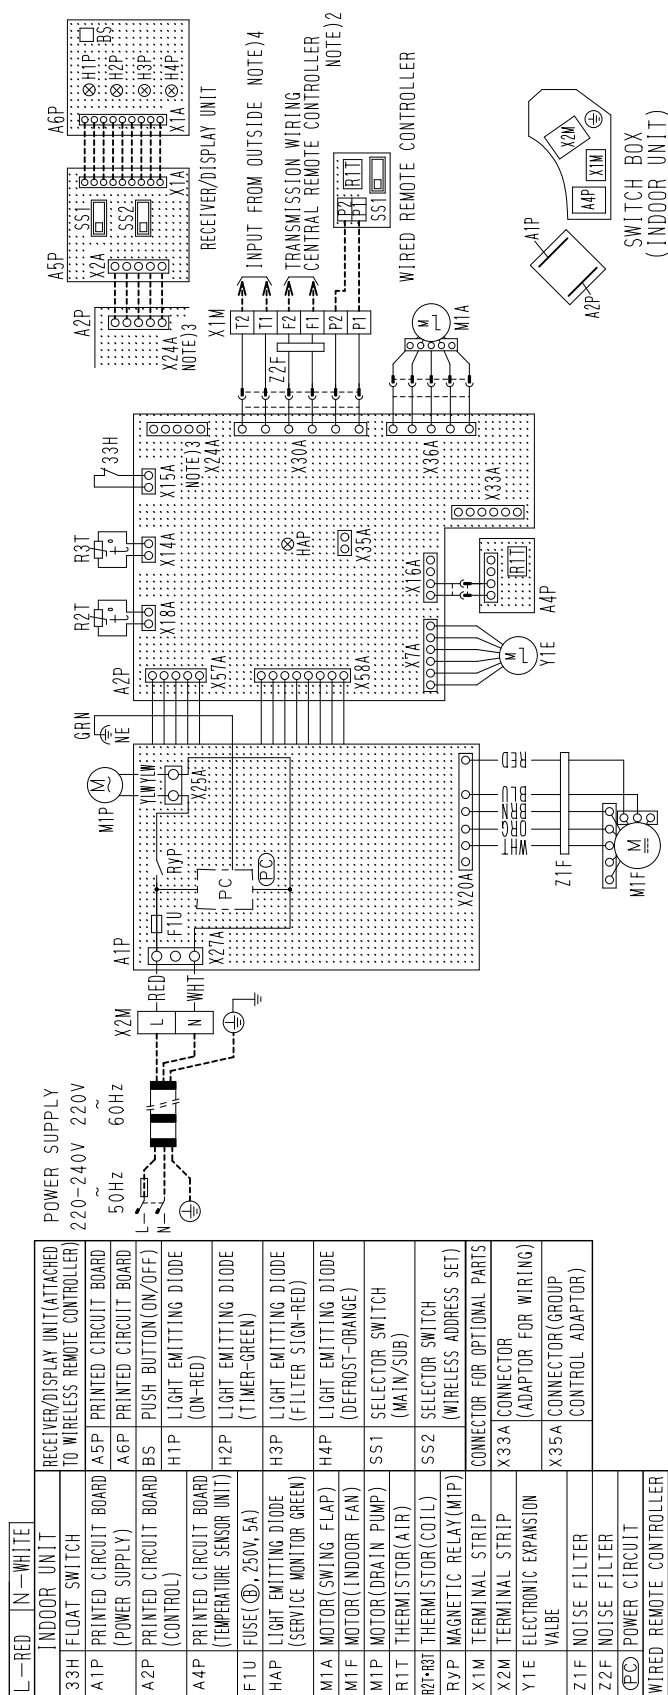 L-RED N-WHITE
INDOOR UNIT
33H FLOAT SWITCH
A1P PRINTED CIRCUIT BOARD
(POWER SUPPLY)
A2P PRINTED CIRCUIT BOARD
(CONTROL)
A4P PRINTED CIRCUIT BOARD
(TEMPERATURE SENSOR UNIT)
F1U FUSE(Ⓑ,250V,5A)
HAP LIGHT EMITTING DIODE
(SERVICE MONITOR GREEN)
M1A MOTOR(SWING FLAP)
M1F MOTOR(INDOOR FAN)
M1P MOTOR(DRAIN PUMP)
R1T THERMISTOR(AIR)
R2T·R3T THERMISTOR(COIL)
RyP MAGNETIC RELAY(M1P)
X1M TERMINAL STRIP
X2M TERMINAL STRIP
Y1E ELECTRONIC EXPANSION
VALBE
Z1F NOISE FILTER
Z2F NOISE FILTER
PC POWER CIRCUIT
WIRED REMOTE CONTROLLER
RECEIVER/DISPLAY UNIT(ATTACHED
TO WIRELESS REMOTE CONTROLLER)
A5P PRINTED CIRCUIT BOARD
A6P PRINTED CIRCUIT BOARD
BS PUSH BUTTON(ON/OFF)
H1P LIGHT EMITTING DIODE
(ON-RED)
H2P LIGHT EMITTING DIODE
(TIMER-GREEN)
H3P LIGHT EMITTING DIODE
(FILTER SIGN-RED)
H4P LIGHT EMITTING DIODE
(DEFROST-ORANGE)
SS1 SELECTOR SWITCH
(MAIN/SUB)
SS2 SELECTOR SWITCH
(WIRELESS ADDRESS SET)
CONNECTOR FOR OPTIONAL PARTS
X33A CONNECTOR
(ADAPTOR FOR WIRING)
X35A CONNECTOR(GROUP
CONTROL ADAPTOR)
POWER SUPPLY
220-240V 220V
~ ~
50Hz 60Hz
L
N
X2M
L
N
RED
WHT
A1P
X27A
F1U
RyP
PC
PC
M1P
M
~
YLW
YLW
X25A
GRN
NE
X20A
WHT
ORG
BRN
BLU
RED
Z1F
M1F
M
A2P
X57A
X58A
R2T
t°
X18A
R3T
t°
X14A
33H
X15A
NOTE)3
X24A
HAP
X35A
X30A
X36A
X33A
X16A
X7A
M
Y1E
A4P
R1T
M
M1A
Z2F
X1M
T2
T1
F2
F1
P2
P1
INPUT FROM OUTSIDE NOTE)4
TRANSMISSION WIRING
CENTRAL REMOTE CONTROLLER
NOTE)2
P2
P1
R1T
SS1
WIRED REMOTE CONTROLLER
A2P
X24A
NOTE)3
A5P
X2A
SS1
SS2
X1A
RECEIVER/DISPLAY UNIT
A6P
X1A
BS
H1P
H2P
H3P
H4P
A1P
A2P
A4P
X1M
X2M
SWITCH BOX
(INDOOR UNIT)